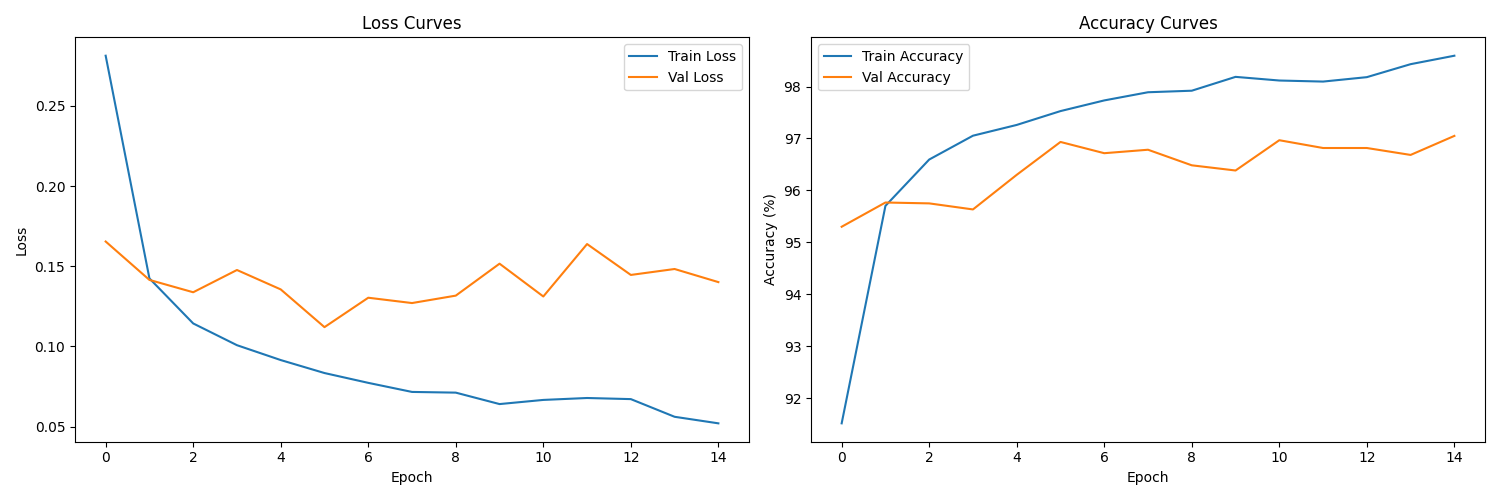 Loss Curves
Train Loss
Val Loss
Loss
0.25
0.20
0.15
0.10
0.05
0 2 4 6 8 10 12 14
Epoch
Accuracy Curves
Train Accuracy
Val Accuracy
Accuracy (%)
98
97
96
95
94
93
92
0 2 4 6 8 10 12 14
Epoch